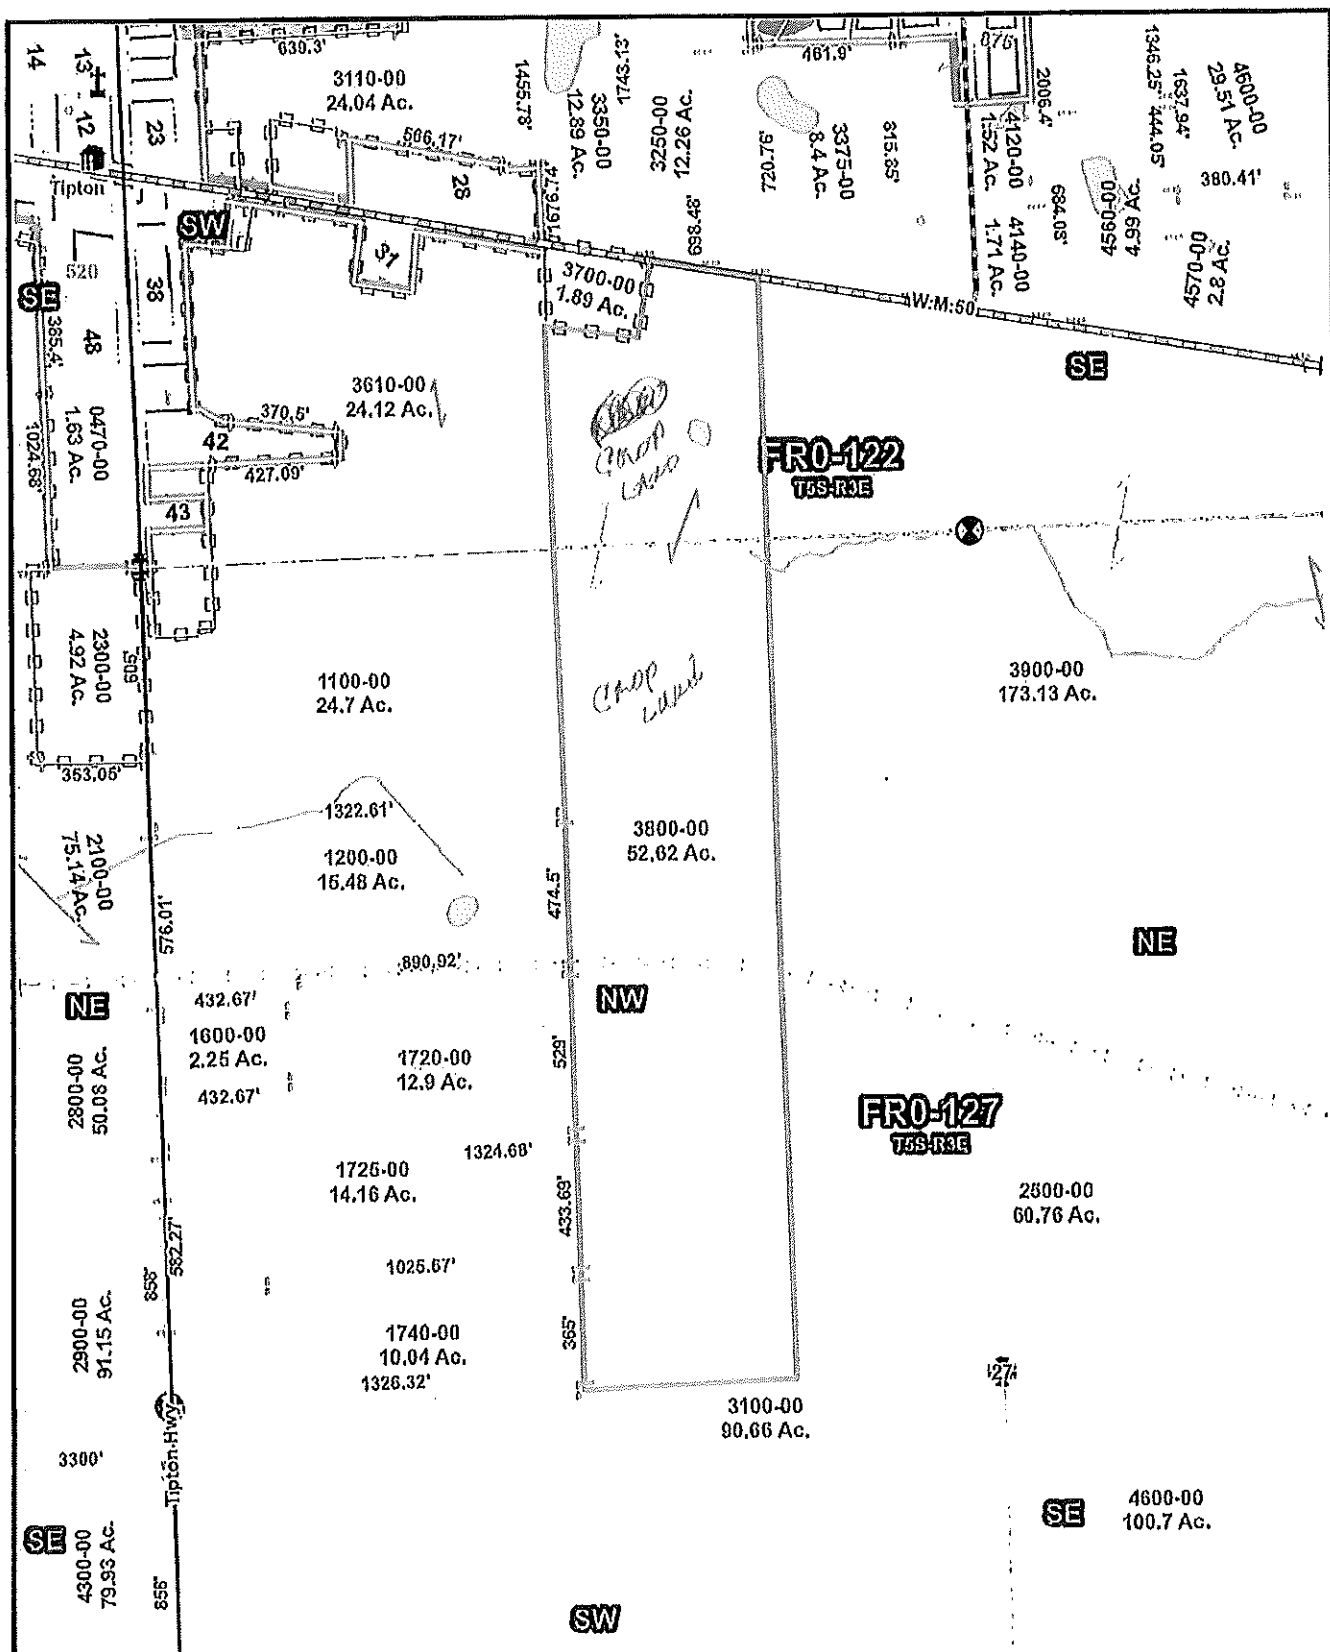 14
13
12
23
639.3'
3110-00
24.04 Ac.
566.17'
28
1455.78'
3350-00
12.89 Ac.
1743.13'
3250-00
12.26 Ac.
1676.74'
698.48'
461.9'
720.76'
3375-00
8.4 Ac.
815.85'
876
2006.4'
4120-00
1.52 Ac.
4140-00
1.71 Ac.
684.08'
1346.25'
1637.94'
444.05'
4600-00
29.51 Ac.
380.41'
4560-00
4.99 Ac.
4570-00
2.8 Ac.
Tipton
SW
520
SE
38
31
3700-00
1.89 Ac.
W:M:60
SE
385.4'
48
0470-00
1.63 Ac.
1024.68'
3610-00
24.12 Ac.
370.5'
42
427.09'
43
CROP
LAND
FR0-122
T5S-R3E
2300-00
4.92 Ac.
605'
353.05'
1100-00
24.7 Ac.
Crop
Land
3900-00
173.13 Ac.
1322.61'
1200-00
15.48 Ac.
2100-00
75.14 Ac.
576.01'
3800-00
52.62 Ac.
474.5'
NE
890.92'
NE
432.67'
NW
1600-00
2.25 Ac.
432.67'
1720-00
12.9 Ac.
529'
2800-00
50.08 Ac.
FR0-127
T5S-R3E
1324.68'
1725-00
14.16 Ac.
433.69'
2500-00
60.76 Ac.
582.27'
858'
1025.67'
2900-00
91.15 Ac.
1740-00
10.04 Ac.
1326.32'
365'
27
3100-00
90.66 Ac.
Tipton-Hwy
3300'
SE
4300-00
79.93 Ac.
856'
SE
4600-00
100.7 Ac.
SW